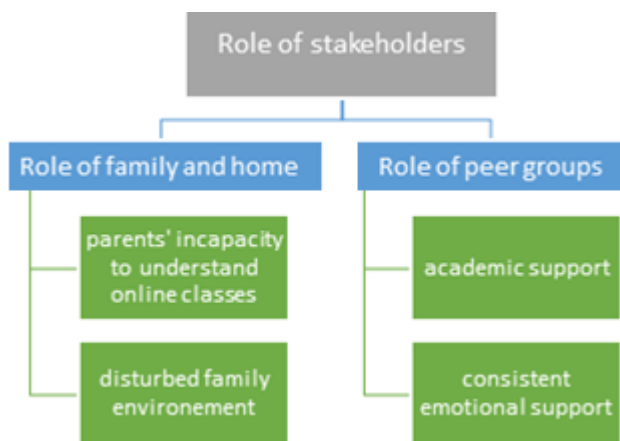 Role of stakeholders
Role of family and home
parents' incapacity
to understand
online classes
disturbed family
environement
Role of peer groups
academic support
consistent
emotional support